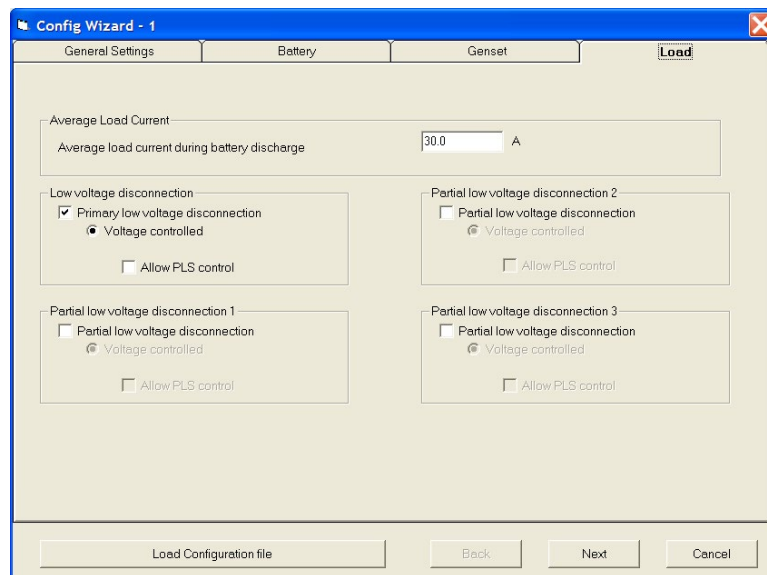 Config Wizard - 1
General Settings
Battery
Genset
Load
Average Load Current
Average load current during battery discharge 30.0 A
Low voltage disconnection
Primary low voltage disconnection
Voltage controlled
Allow PLS control
Partial low voltage disconnection 2
Partial low voltage disconnection
Voltage controlled
Allow PLS control
Partial low voltage disconnection 1
Partial low voltage disconnection
Voltage controlled
Allow PLS control
Partial low voltage disconnection 3
Partial low voltage disconnection
Voltage controlled
Allow PLS control
Load Configuration file
Back
Next
Cancel